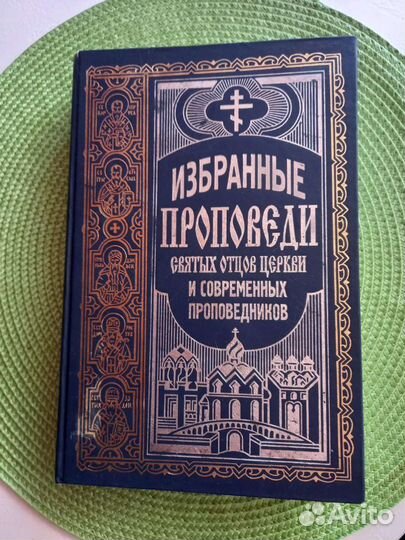 ИЗБРАННЫЕ
ПРОПОВЕДИ
СВЯТЫХ ОТЦОВ ЦЕРКВИ
И СОВРЕМЕННЫХ
ПРОПОВЕДНИКОВ
Avito